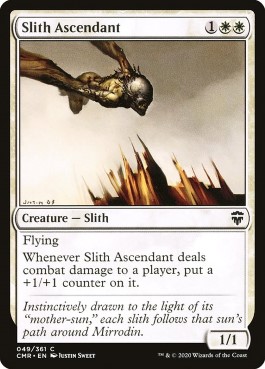 Slith Ascendant 1
Creature — Slith
Flying
Whenever Slith Ascendant deals
combat damage to a player, put a
+1/+1 counter on it.
Instinctively drawn to the light of its
"mother-sun," each slith follows that sun's
path around Mirrodin.
1/1
049/361 C
CMR • EN JUSTIN SWEET
™ & © 2020 Wizards of the Coast